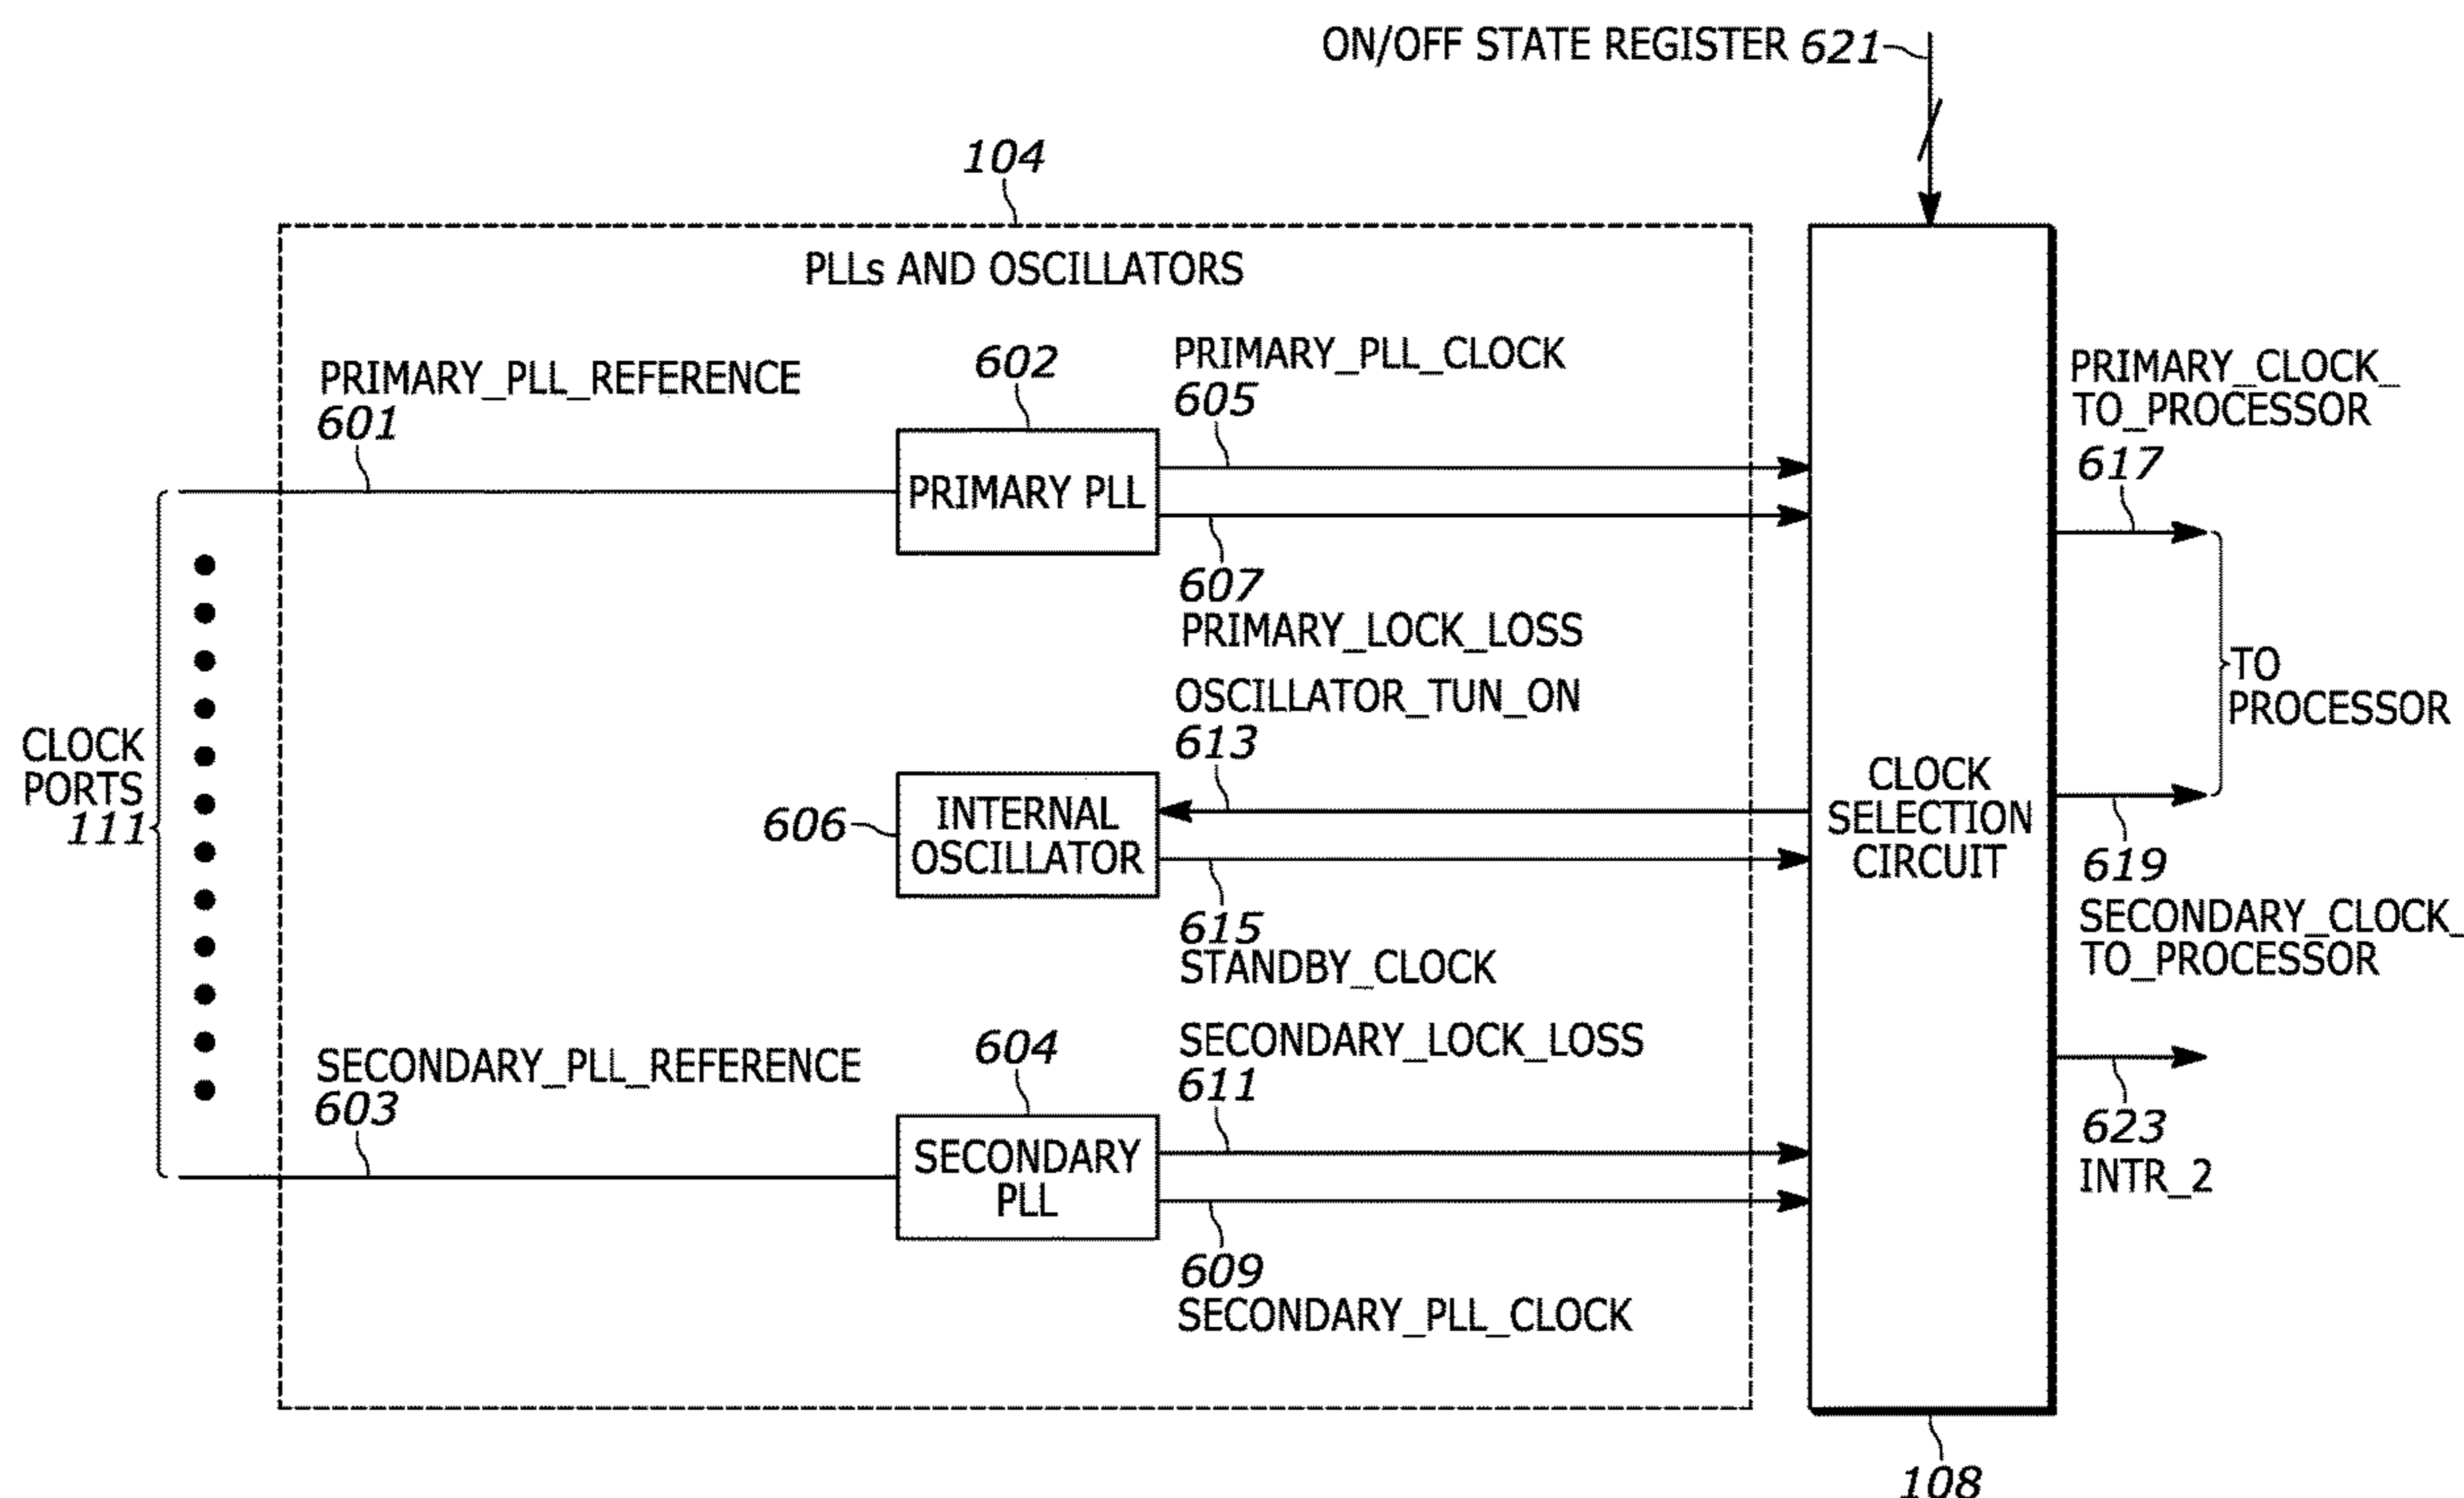 ON/OFF STATE REGISTER 621
104
PLLs AND OSCILLATORS
PRIMARY_PLL_REFERENCE
601
602
PRIMARY PLL
PRIMARY_PLL_CLOCK
605
607
PRIMARY_LOCK_LOSS
OSCILLATOR_TUN_ON
613
606
INTERNAL
OSCILLATOR
615
STANDBY_CLOCK
CLOCK
PORTS
111
SECONDARY_PLL_REFERENCE
603
604
SECONDARY
PLL
SECONDARY_LOCK_LOSS
611
609
SECONDARY_PLL_CLOCK
CLOCK
SELECTION
CIRCUIT
108
PRIMARY_CLOCK_
TO_PROCESSOR
617
TO
PROCESSOR
619
SECONDARY_CLOCK_
TO_PROCESSOR
623
INTR_2